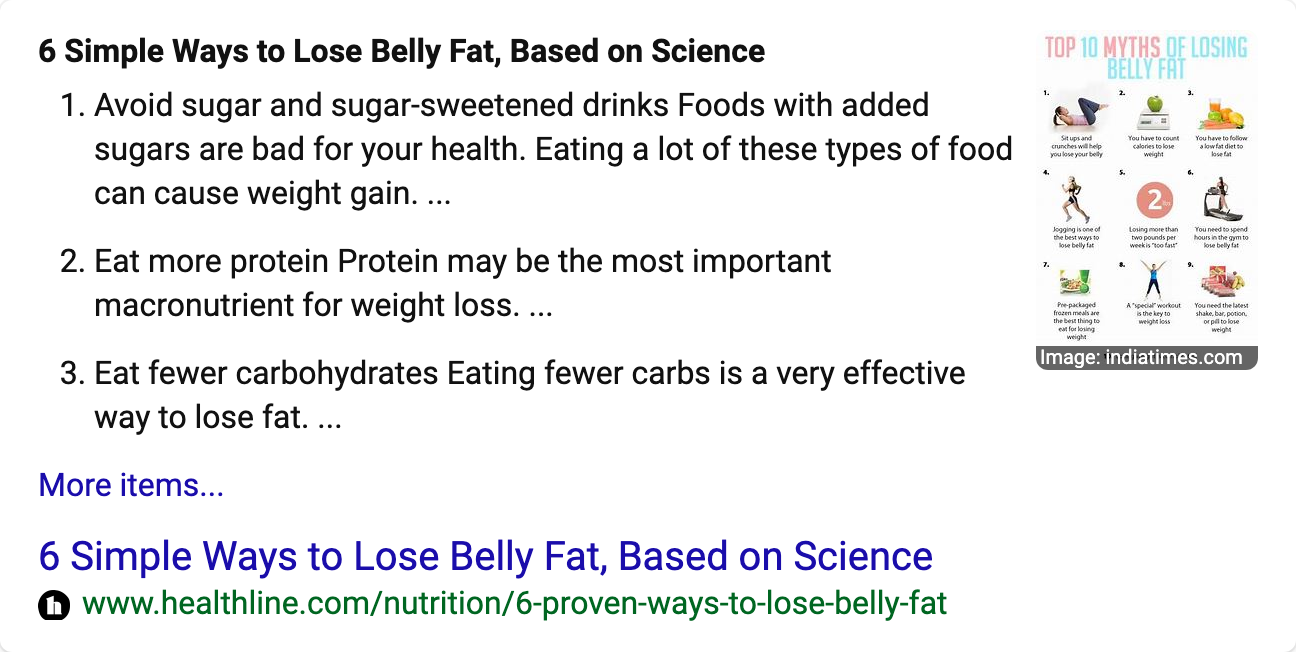 6 Simple Ways to Lose Belly Fat, Based on Science
1. Avoid sugar and sugar-sweetened drinks Foods with added
sugars are bad for your health. Eating a lot of these types of food
can cause weight gain. ...
2. Eat more protein Protein may be the most important
macronutrient for weight loss. ...
3. Eat fewer carbohydrates Eating fewer carbs is a very effective
way to lose fat. ...
More items...
6 Simple Ways to Lose Belly Fat, Based on Science
h www.healthline.com/nutrition/6-proven-ways-to-lose-belly-fat
TOP 10 MYTHS OF LOSING
BELLY FAT
1.
Sit ups and
crunches will help
you lose your belly
2.
You have to count
calories to lose
weight
3.
You have to follow
a low fat diet to
lose fat
4.
Jogging is one of
the best ways to
lose belly fat
5.
2 lbs
Losing more than
two pounds per
week is "too fast"
6.
You need to spend
hours in the gym to
lose belly fat
7.
Pre-packaged
frozen meals are
the best thing to
eat for losing
weight
8.
A "special" workout
is the key to
weight loss
9.
You need the latest
shake, bar, potion,
or pill to lose
weight
Image: indiatimes.com